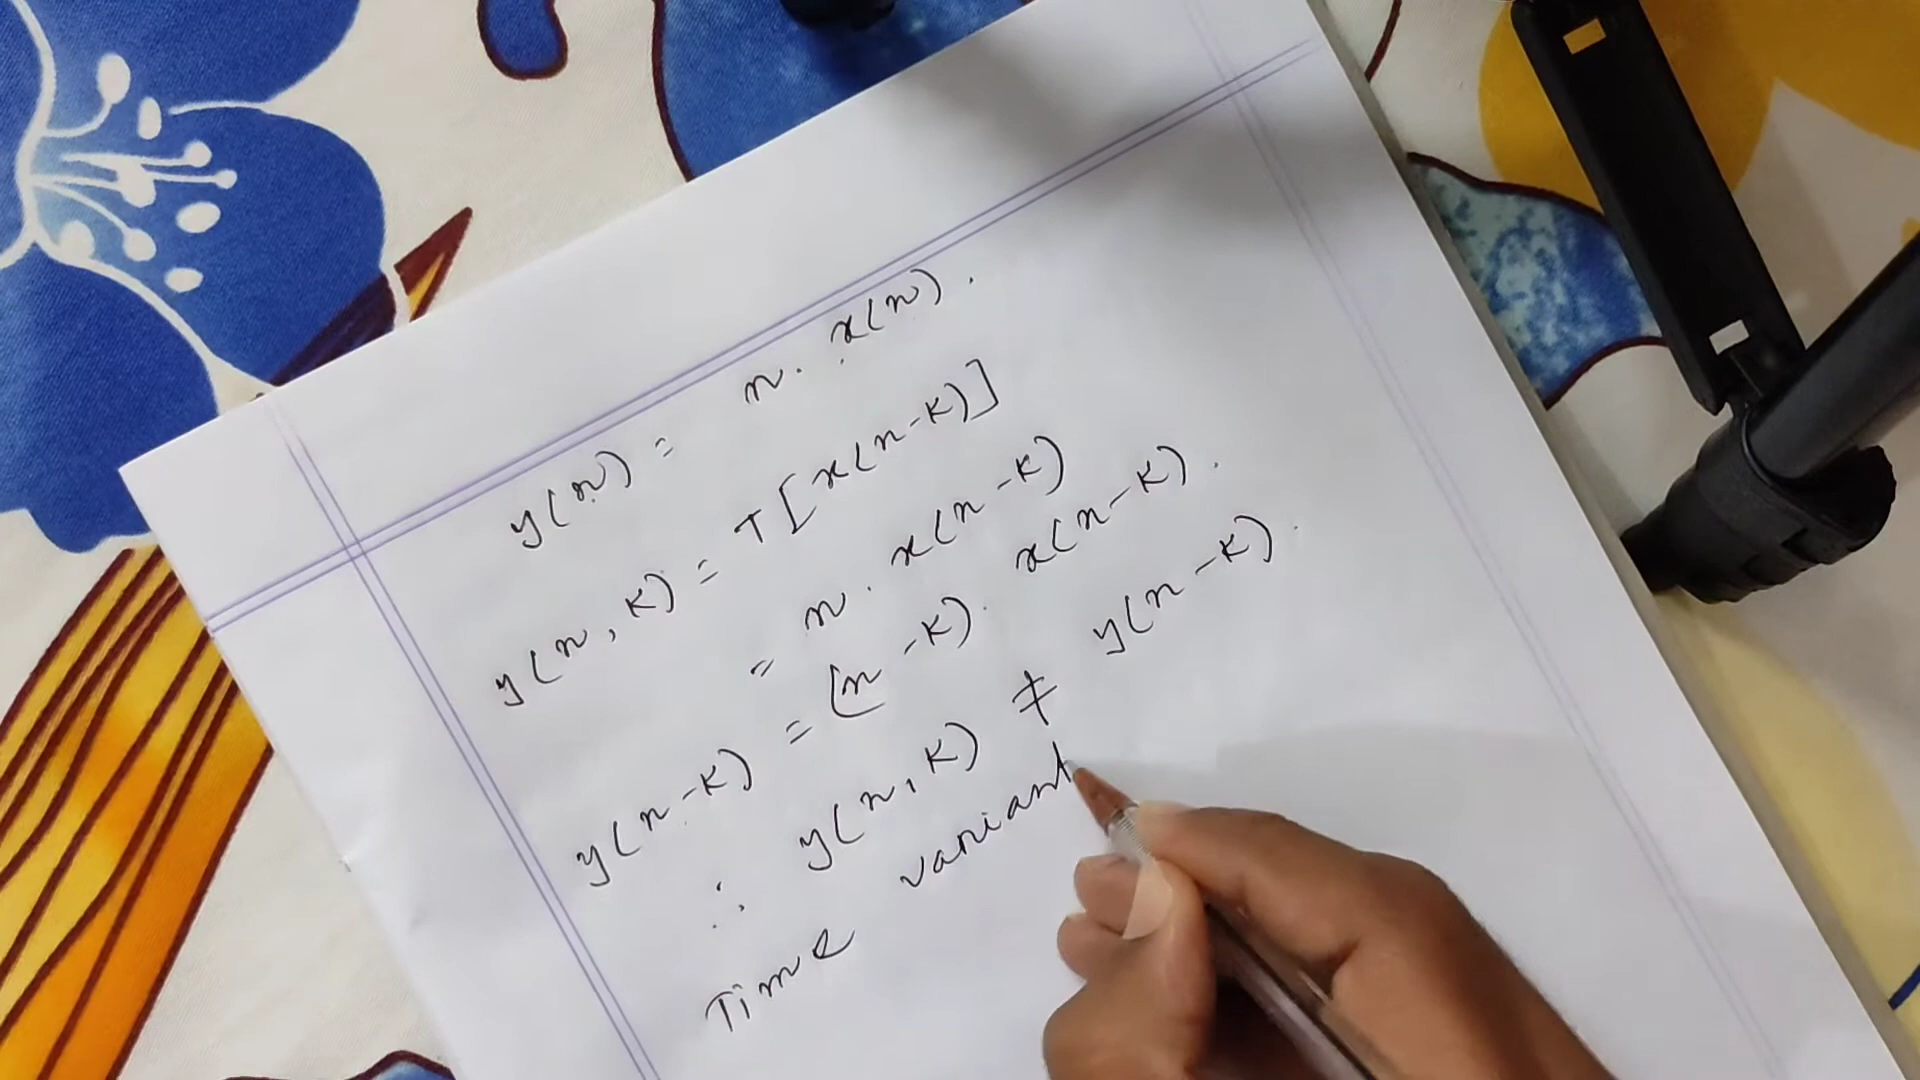 y(n) = n. x(n).
y(n, k) = T[x(n-k)]
= n. x(n-k)
y(n-k) = (n-k). x(n-k).
∴ y(n, k) ≠ y(n-k).
Time variant